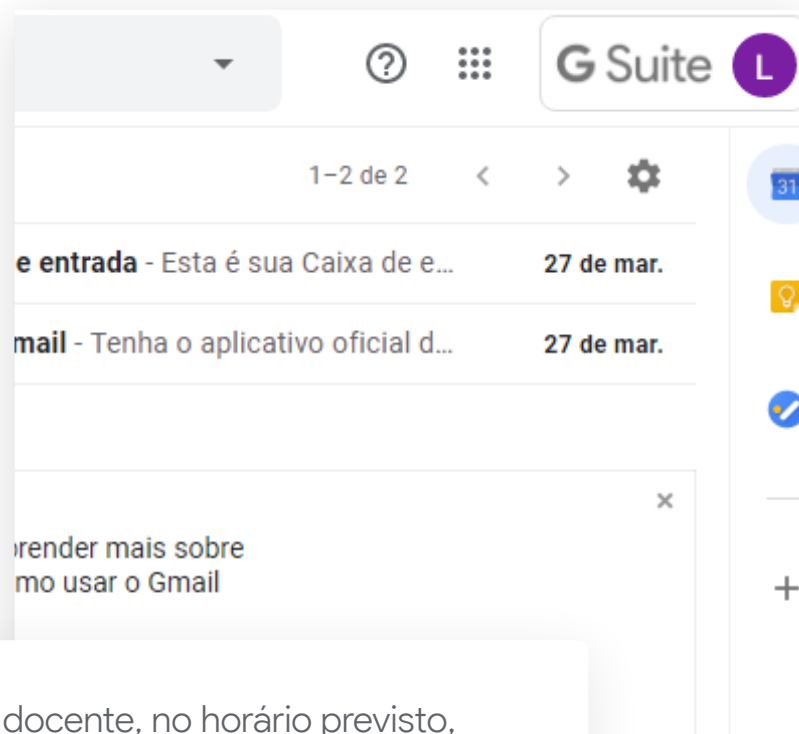 G Suite L
1–2 de 2
31
e entrada - Esta é sua Caixa de e... 27 de mar.
mail - Tenha o aplicativo oficial d... 27 de mar.
render mais sobre
mo usar o Gmail
docente, no horário previsto,